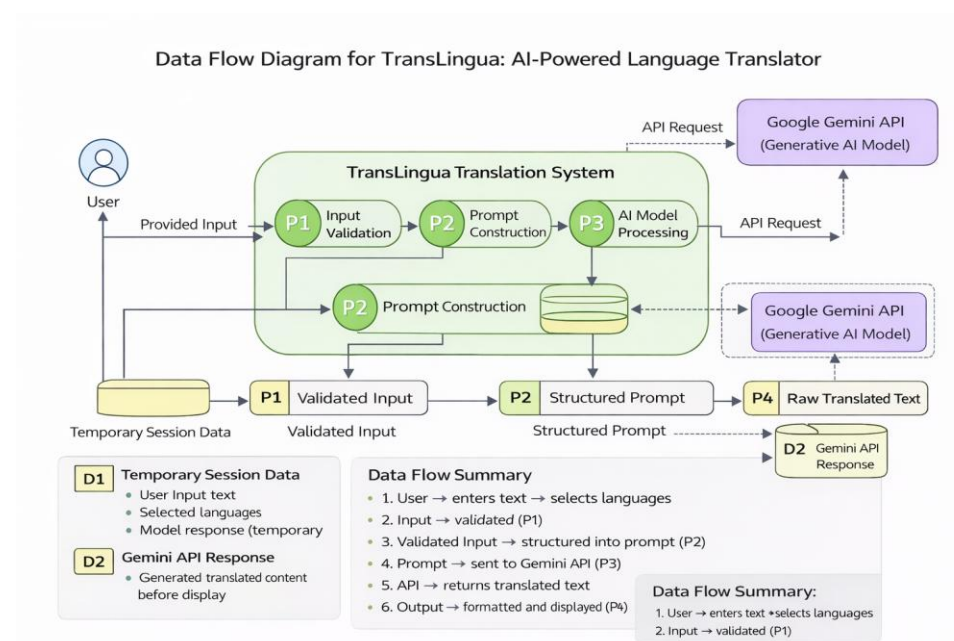 Data Flow Diagram for TransLingua: AI-Powered Language Translator
API Request
Google Gemini API
(Generative AI Model)
User
TransLingua Translation System
Provided Input
P1
Input
Validation
P2
Prompt
Construction
P3
AI Model
Processing
API Request
P2
Prompt Construction
Google Gemini API
(Generative AI Model)
Temporary Session Data
P1
Validated Input
Validated Input
P2
Structured Prompt
Structured Prompt
P4
Raw Translated Text
D2
Gemini API
Response
D1
Temporary Session Data
• User Input text
• Selected languages
• Model response (temporary
D2
Gemini API Response
• Generated translated content
before display
Data Flow Summary
• 1. User → enters text → selects languages
• 2. Input → validated (P1)
• 3. Validated Input → structured into prompt (P2)
• 4. Prompt → sent to Gemini API (P3)
• 5. API → returns translated text
• 6. Output → formatted and displayed (P4)
Data Flow Summary:
1. User → enters text •selects languages
2. Input → validated (P1)